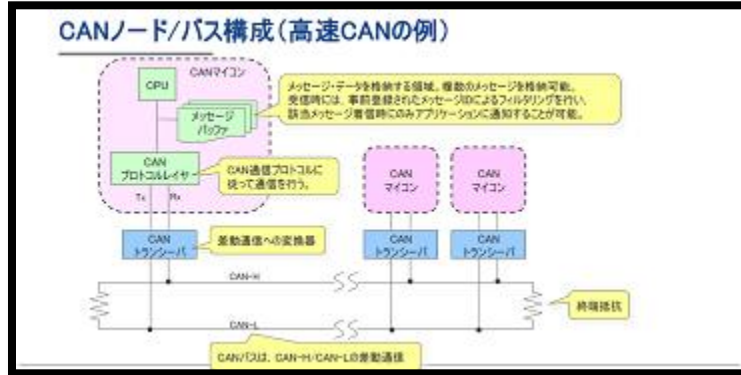 CANノード/バス構成(高速CANの例)
CANマイコン
CPU
メッセージ・データを格納する領域。複数のメッセージを格納可能。
受信時には、事前登録されたメッセージIDによるフィルタリングを行い、
該当メッセージ着信時にのみアプリケーションに通知することが可能。
メッセージ
バッファ
CAN
プロトコルレイヤ
CAN通信プロトコルに
従って通信を行う。
Tx
Rx
CAN
マイコン
CAN
マイコン
CAN
トランシーバ
差動通信への変換器
CAN
トランシーバ
CAN
トランシーバ
CAN-H
終端抵抗
CAN-L
CANバスは、CAN-H/CAN-Lの差動通信